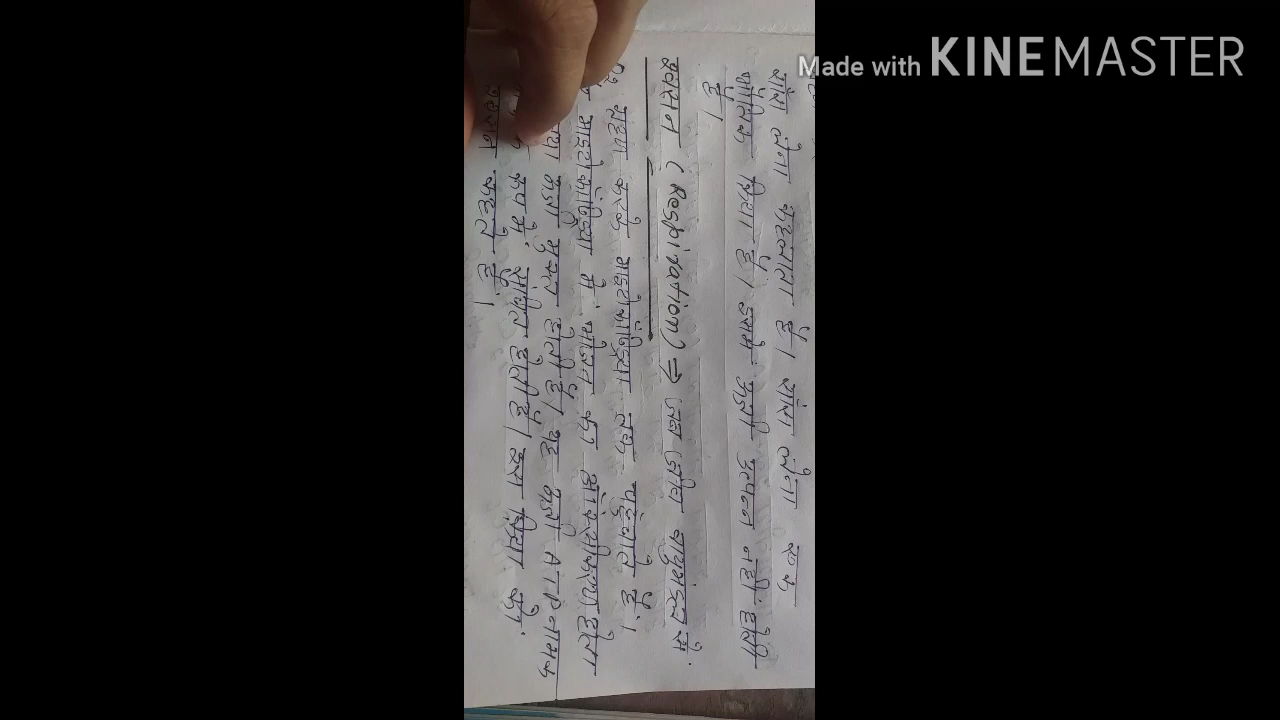 Made with KINEMASTER
साँस लेना कहलाता है। साँस लेना एक
भौतिक क्रिया है। इसमें ऊर्जा उत्पन्न नही होती
है।
श्वसन (Respiration) ⇒ जब जीव वायुमंडल से
ग्रहण करके माइटोकांड्रिया तक पहुँचाते है।
माइटोकांड्रिया में भोजन का ऑक्सीकरण होता
ऊर्जा मुक्त होती है। यह ऊर्जा ATP नामक
रूप में संचित होती है। इस क्रिया को
श्वसन कहते हैं।